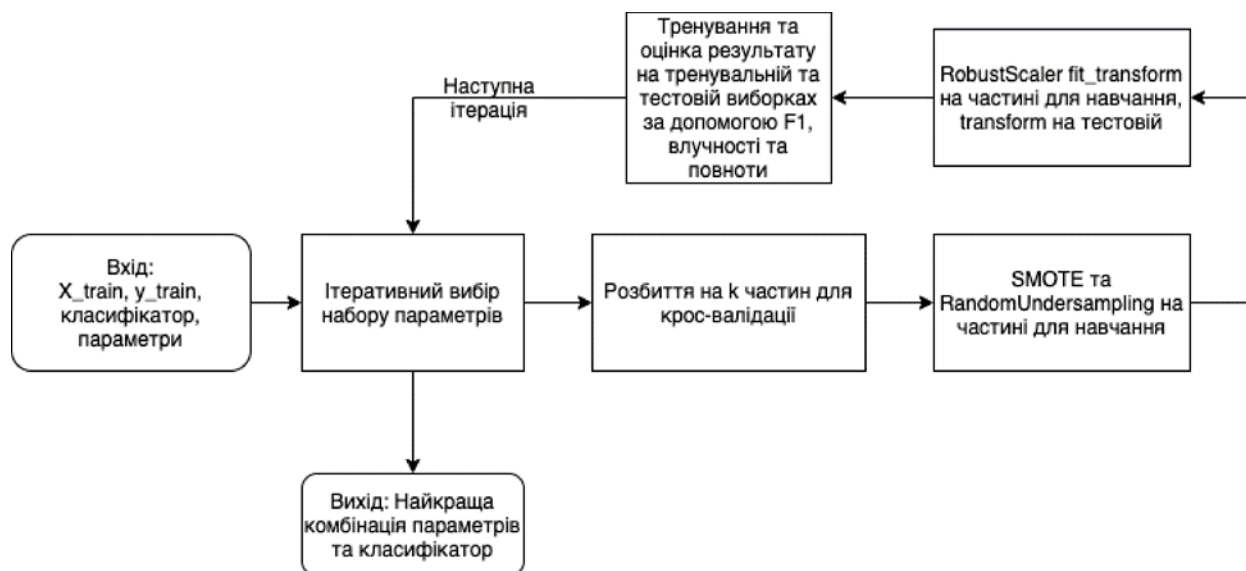 Тренування та
оцінка результату
на тренувальній та
тестовій виборках
за допомогою F1,
влучності та
повноти
RobustScaler fit_transform
на частині для навчання,
transform на тестовій
Наступна
ітерація
Вхід:
X_train, y_train,
класифікатор,
параметри
Ітеративний вибір
набору параметрів
Розбиття на k частин для
крос-валідації
SMOTE та
RandomUndersampling на
частині для навчання
Вихід: Найкраща
комбінація параметрів
та класифікатор